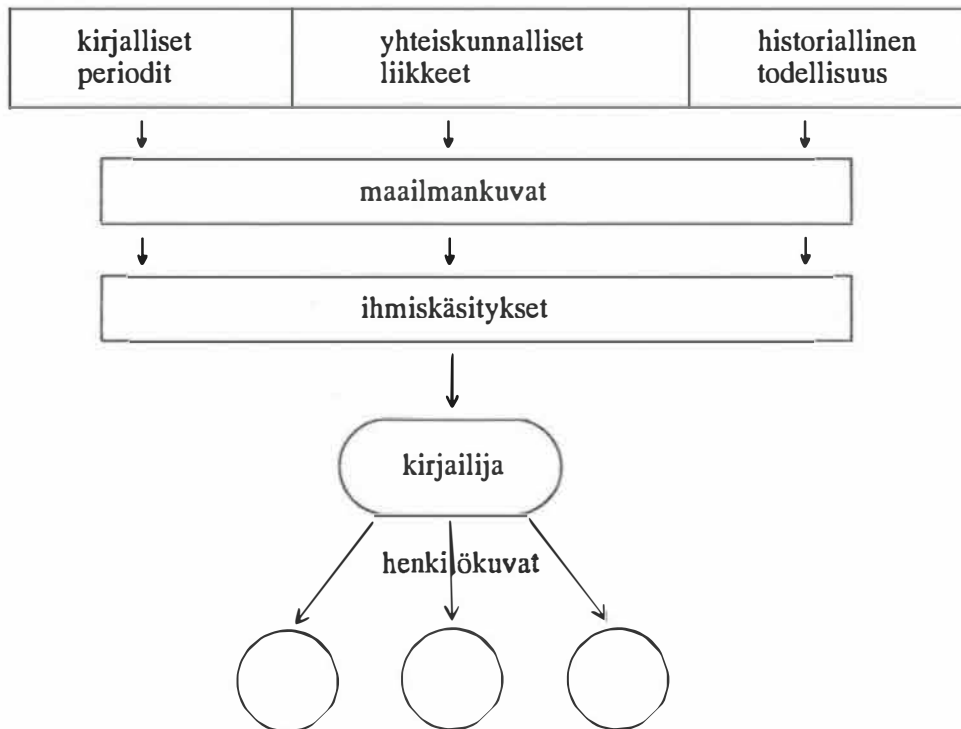 kirjalliset
periodit
yhteiskunnalliset
liikkeet
historiallinen
todellisuus
maailmankuvat
ihmiskäsitykset
kirjailija
henkilökuvat